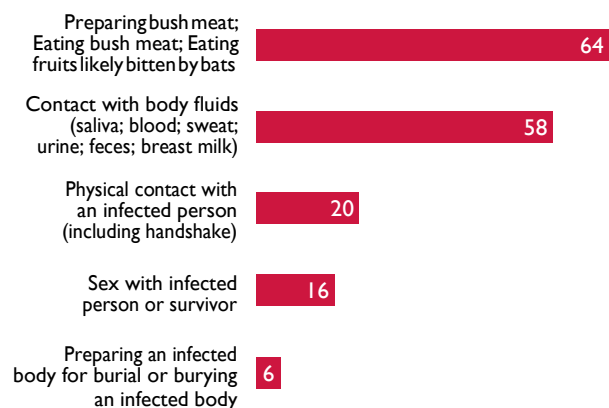 Preparing bush meat;
Eating bush meat; Eating
fruits likely bitten by bats
64
Contact with body fluids
(saliva; blood; sweat;
urine; feces; breast milk)
58
Physical contact with
an infected person
(including handshake)
20
Sex with infected
person or survivor
16
Preparing an infected
body for burial or burying
an infected body
6